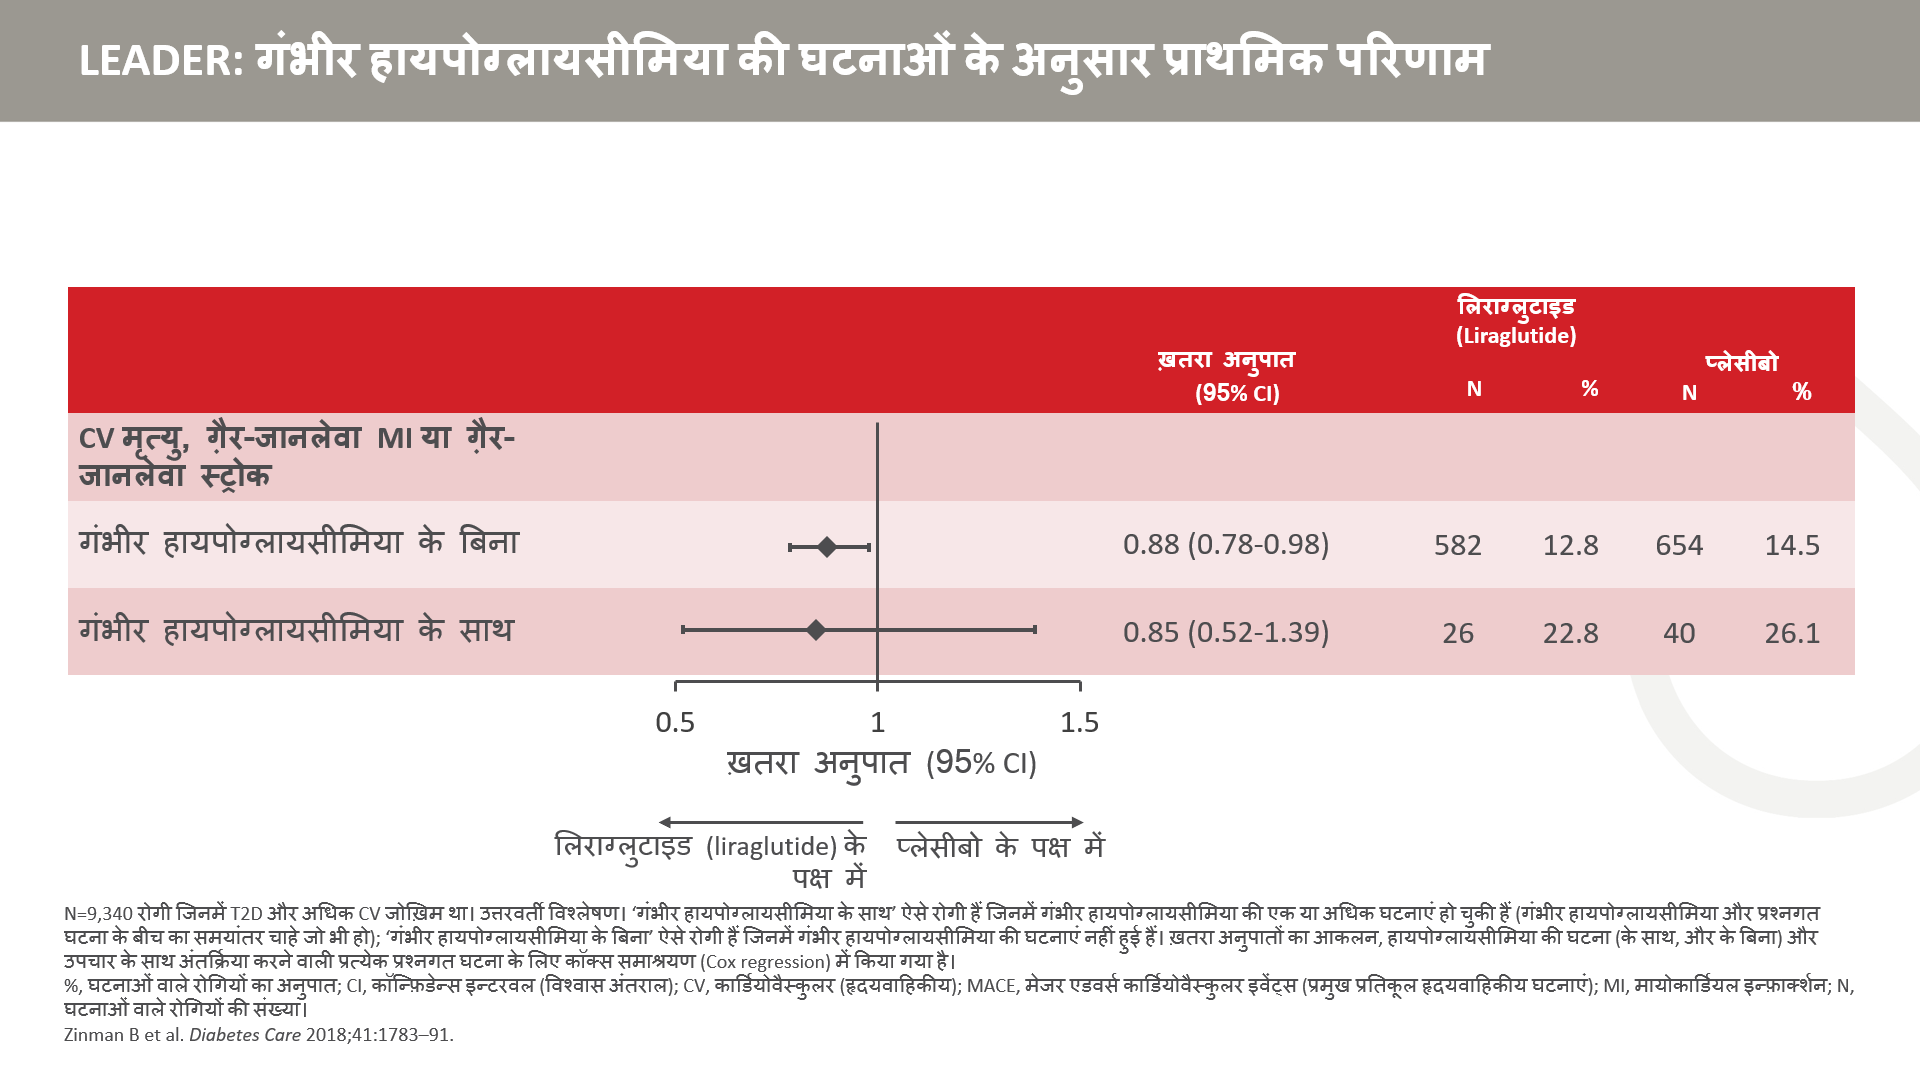 LEADER: गंभीर हायपोग्लायसीमिया की घटनाओं के अनुसार प्राथमिक परिणाम
लिराग्लुटाइड
(Liraglutide)
ख़तरा अनुपात
(95% CI)
प्लेसीबो
N % N %
CV मृत्यु, ग़ैर-जानलेवा MI या ग़ैर-
जानलेवा स्ट्रोक
गंभीर हायपोग्लायसीमिया के बिना 0.88 (0.78-0.98) 582 12.8 654 14.5
गंभीर हायपोग्लायसीमिया के साथ 0.85 (0.52-1.39) 26 22.8 40 26.1
0.5 1 1.5
ख़तरा अनुपात (95% CI)
लिराग्लुटाइड (liraglutide) के
पक्ष में
प्लेसीबो के पक्ष में
N=9,340 रोगी जिनमें T2D और अधिक CV जोख़िम था। उत्तरवर्ती विश्लेषण। ‘गंभीर हायपोग्लायसीमिया के साथ’ ऐसे रोगी हैं जिनमें गंभीर हायपोग्लायसीमिया की एक या अधिक घटनाएं हो चुकी हैं (गंभीर हायपोग्लायसीमिया और प्रश्नगत
घटना के बीच का समयांतर चाहे जो भी हो); ‘गंभीर हायपोग्लायसीमिया के बिना’ ऐसे रोगी हैं जिनमें गंभीर हायपोग्लायसीमिया की घटनाएं नहीं हुई हैं। ख़तरा अनुपातों का आकलन, हायपोग्लायसीमिया की घटना (के साथ, और के बिना) और
उपचार के साथ अंतर्क्रिया करने वाली प्रत्येक प्रश्नगत घटना के लिए कॉक्स समाश्रयण (Cox regression) में किया गया है।
%, घटनाओं वाले रोगियों का अनुपात; CI, कॉन्फ़िडेन्स इन्टरवल (विश्वास अंतराल); CV, कार्डियोवैस्कुलर (हृदयवाहिकीय); MACE, मेजर एडवर्स कार्डियोवैस्कुलर इवेंट्स (प्रमुख प्रतिकूल हृदयवाहिकीय घटनाएं); MI, मायोकार्डियल इन्फ़ार्क्शन; N,
घटनाओं वाले रोगियों की संख्या।
Zinman B et al. Diabetes Care 2018;41:1783–91.